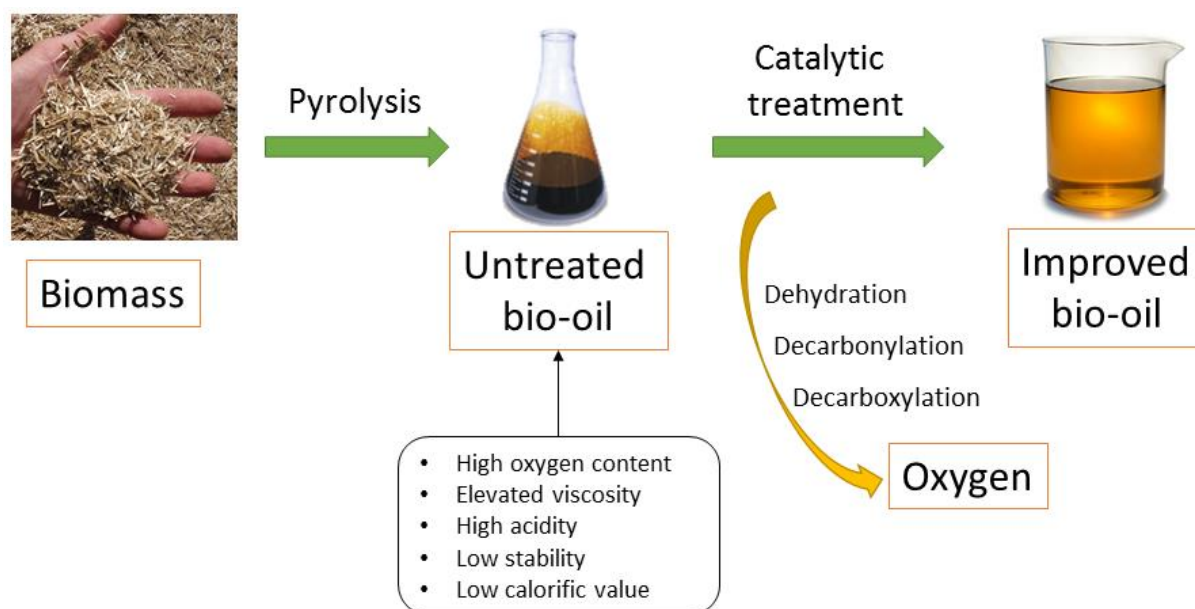 Biomass
Pyrolysis
Untreated
bio-oil
• High oxygen content
• Elevated viscosity
• High acidity
• Low stability
• Low calorific value
Catalytic
treatment
Dehydration
Decarbonylation
Decarboxylation
Oxygen
Improved
bio-oil